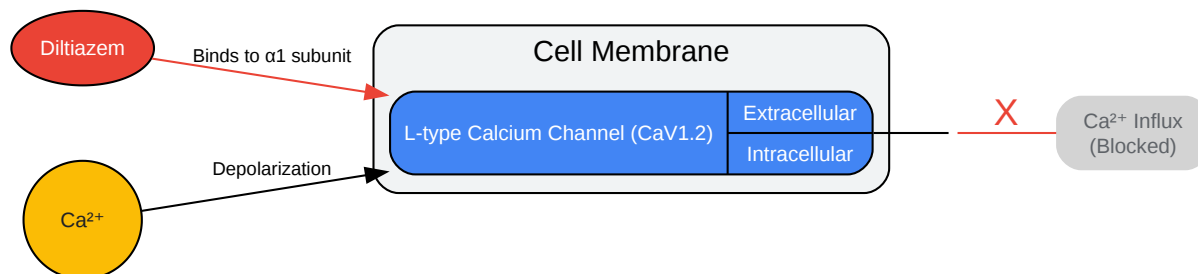 Diltiazem
Binds to α1 subunit
Cell Membrane
L-type Calcium Channel (CaV1.2)
Extracellular
Intracellular
X
Ca²⁺ Influx
(Blocked)
Depolarization
Ca²⁺